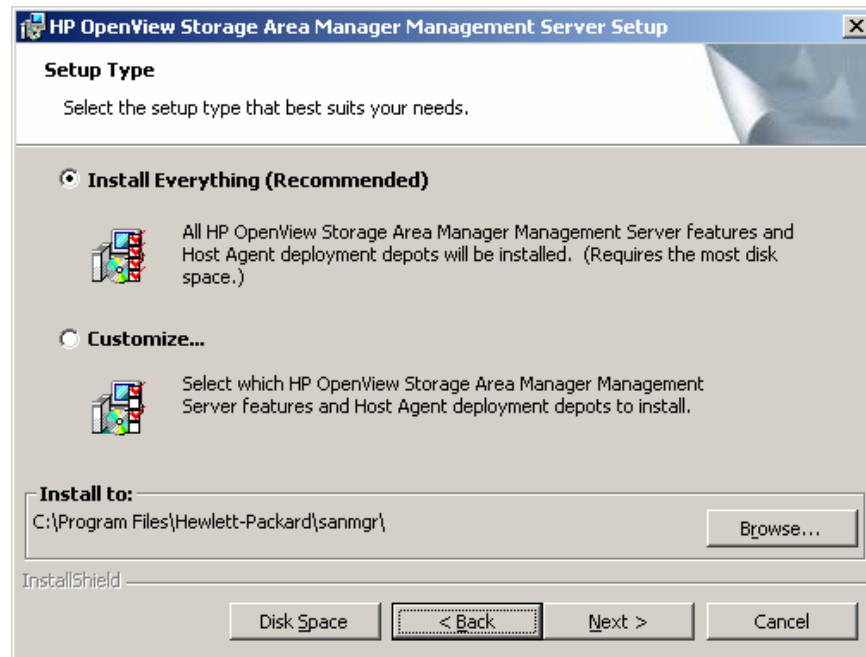 HP OpenView Storage Area Manager Management Server Setup
Setup Type
Select the setup type that best suits your needs.
Install Everything (Recommended)
All HP OpenView Storage Area Manager Management Server features and
Host Agent deployment depots will be installed. (Requires the most disk
space.)
Customize...
Select which HP OpenView Storage Area Manager Management
Server features and Host Agent deployment depots to install.
Install to:
C:\Program Files\Hewlett-Packard\sanmgr\
Browse...
InstallShield
Disk Space
< Back
Next >
Cancel